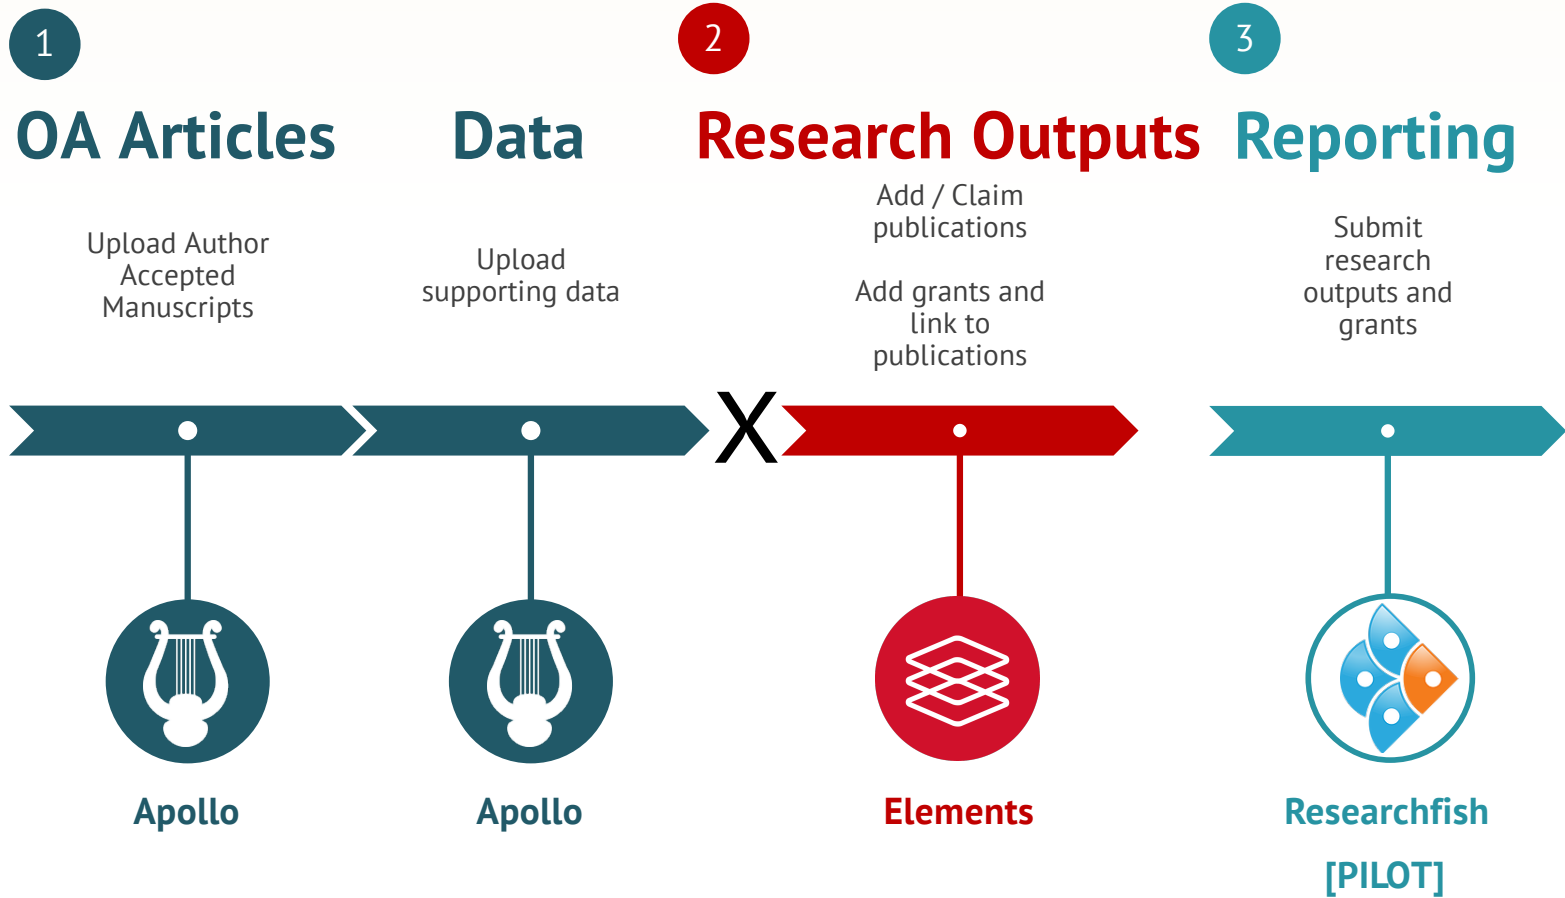 1
OA Articles
Upload Author
Accepted
Manuscripts
Apollo
Data
Upload
supporting data
Apollo
X
2
Research Outputs
Add / Claim
publications
Add grants and
link to
publications
Elements
3
Reporting
Submit
research
outputs and
grants
Researchfish
[PILOT]